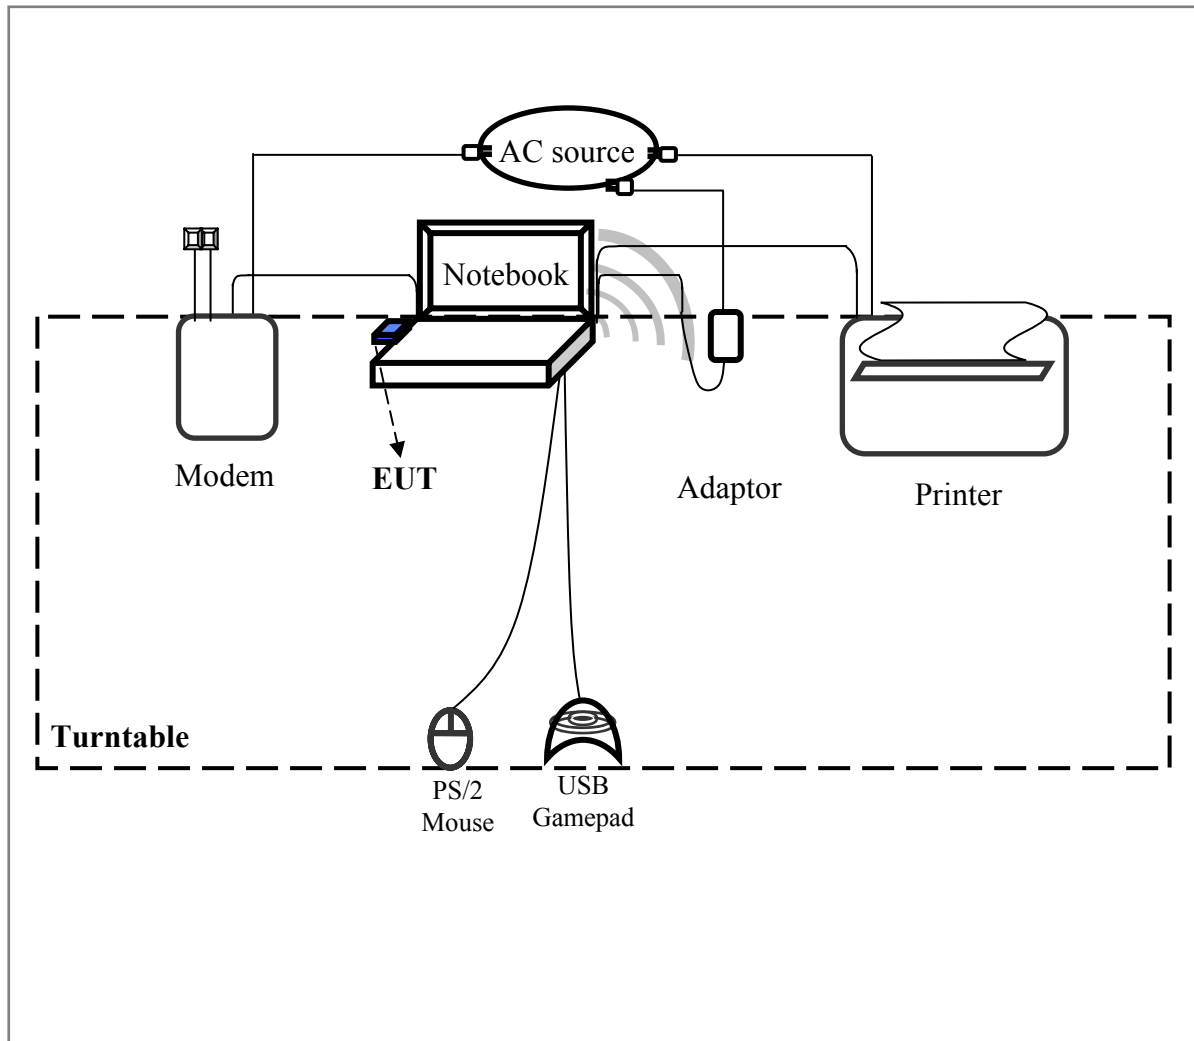 AC source
Notebook
Modem
EUT
Adaptor
Printer
Turntable
PS/2
Mouse
USB
Gamepad